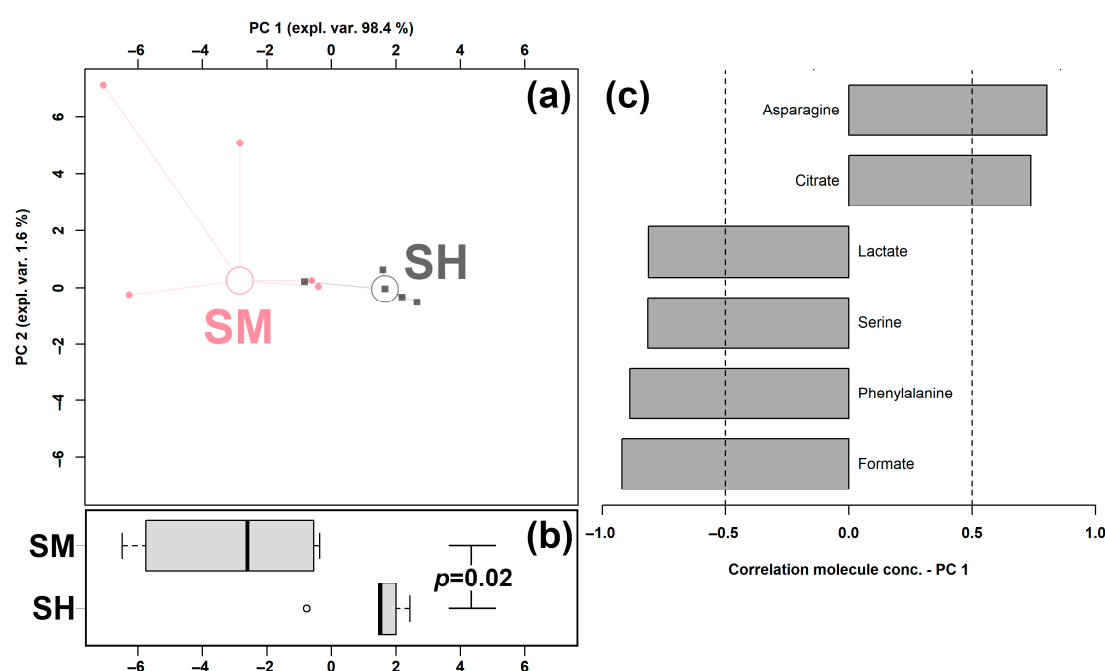 PC 1 (expl. var. 98.4 %)
−6 −4 −2 0 2 4 6
(a)
PC 2 (expl. var. 1.6 %)
6
4
2
0
−2
−4
−6
SH
SM
(b)
SM
SH
p=0.02
−6 −4 −2 0 2 4 6
(c)
Asparagine
Citrate
Lactate
Serine
Phenylalanine
Formate
−1.0 −0.5 0.0 0.5 1.0
Correlation molecule conc. - PC 1